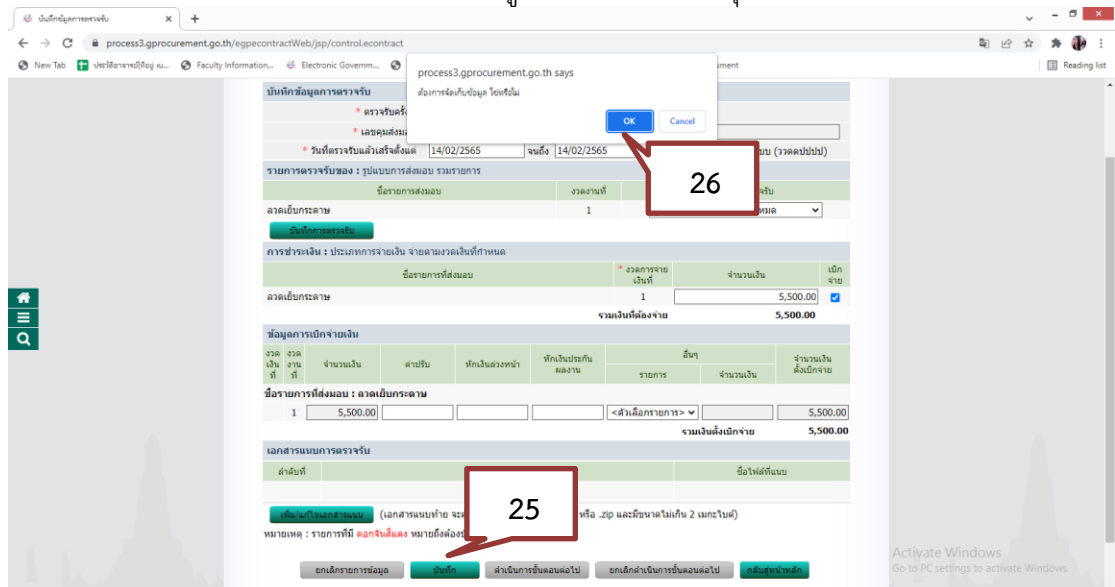 บันทึกข้อมูลการตรวจรับ
process3.gprocurement.go.th/egpecontractWeb/jsp/control.econtract
New Tab
Faculty Information...
Electronic Governm...
Reading list
process3.gprocurement.go.th says
ต้องการจัดเก็บข้อมูล ใช่หรือไม่
OK Cancel
26
บันทึกข้อมูลการตรวจรับ
* วันที่ตรวจรับแล้วเสร็จตั้งแต่ 14/02/2565 จนถึง 14/02/2565 (ววดดปปปป)
รายการตรวจรับของ : รูปแบบการส่งมอบ รวมรายการ
ชื่อรายการส่งมอบ งวดงานที่
ลวดเย็บกระดาษ 1
บันทึกการตรวจรับ
การชำระเงิน : ประเภทการจ่ายเงิน จ่ายตามงวดเงินที่กำหนด
ชื่อรายการที่ส่งมอบ * งวดการจ่ายเงินที่ จำนวนเงิน เบิกจ่าย
ลวดเย็บกระดาษ 1 5,500.00
รวมเงินที่ต้องจ่าย 5,500.00
ข้อมูลการเบิกจ่ายเงิน
งวดเงินที่ งวดงานที่ จำนวนเงิน ค่าปรับ หักเงินล่วงหน้า หักเงินประกันผลงาน อื่นๆ จำนวนเงินตั้งเบิกจ่าย
รายการ จำนวนเงิน
ชื่อรายการที่ส่งมอบ : ลวดเย็บกระดาษ
1 5,500.00 <ตัวเลือกรายการ> 5,500.00
รวมเงินตั้งเบิกจ่าย 5,500.00
เอกสารแนบการตรวจรับ
ลำดับที่ ชื่อไฟล์ที่แนบ
25
เพิ่ม/แก้ไขเอกสารแนบ (เอกสารแนบท้าย หรือ .zip และมีขนาดไม่เกิน 2 เมกะไบต์)
หมายเหตุ : รายการที่มี ดอกจันสีแดง หมายถึงต้อง
ยกเลิกรายการข้อมูล บันทึก ดำเนินการขั้นตอนต่อไป ยกเลิกดำเนินการขั้นตอนต่อไป กลับสู่หน้าหลัก
Activate Windows
Go to PC settings to activate Windows.